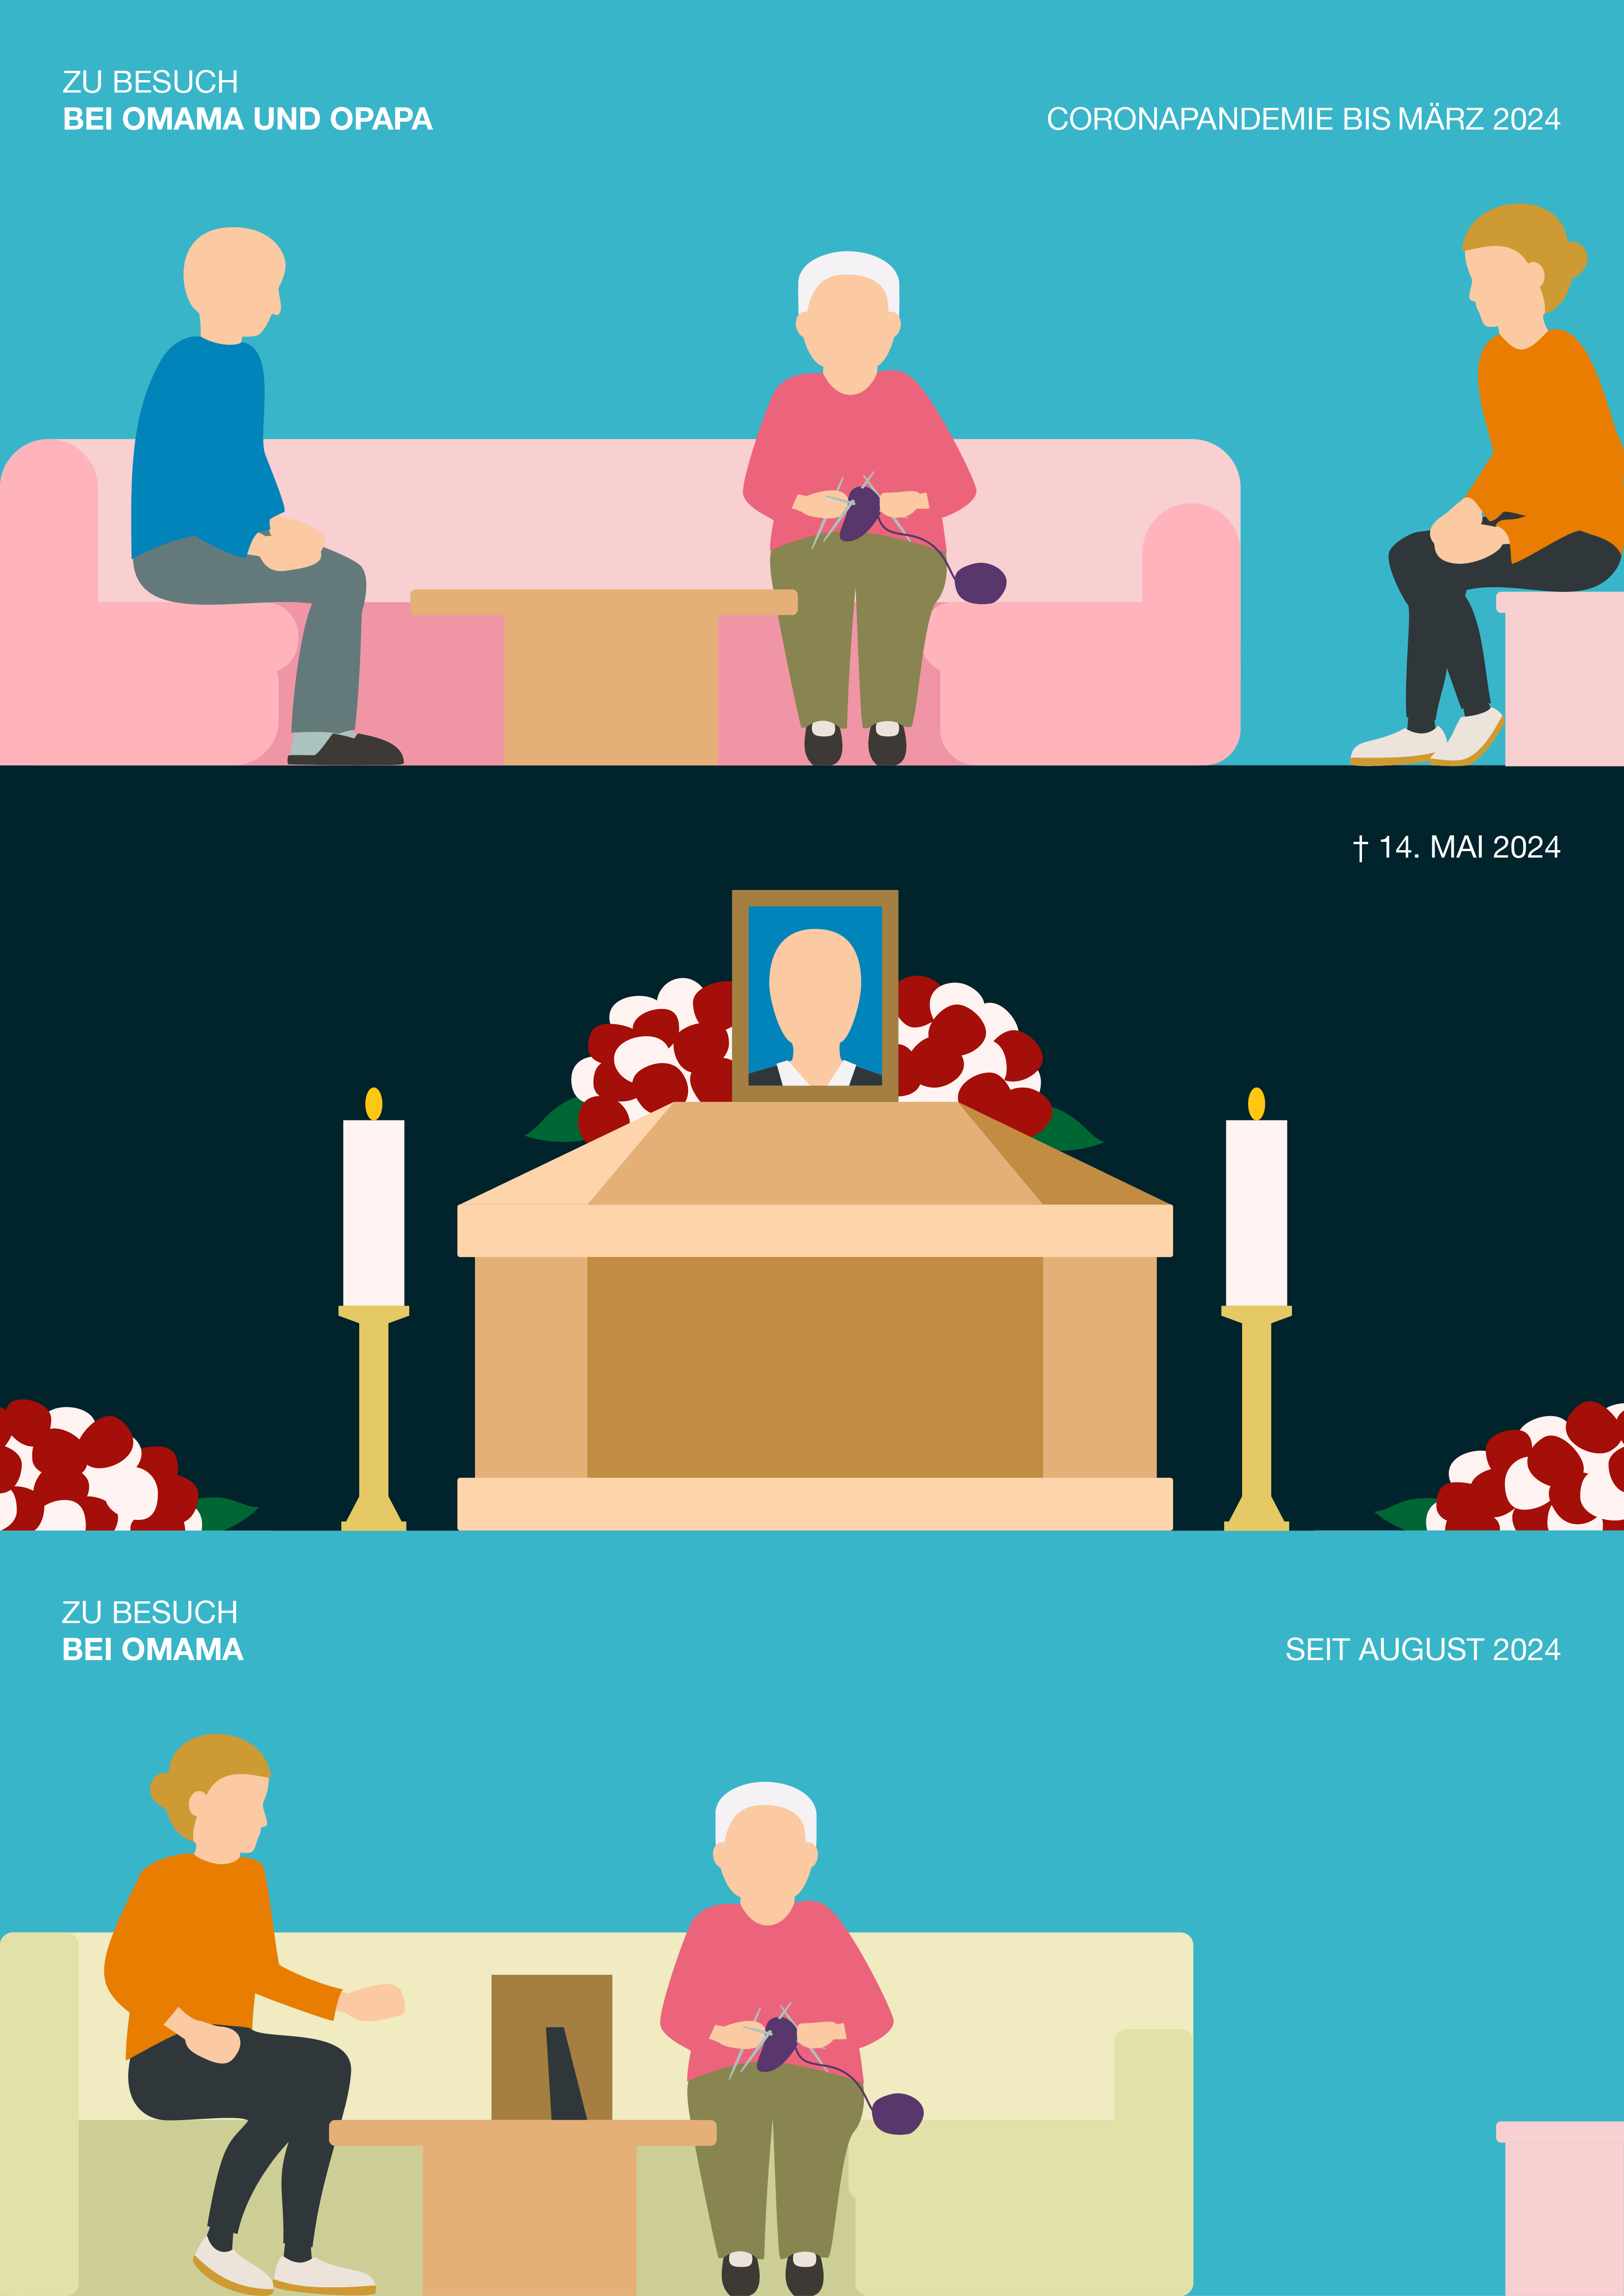 ZU BESUCH
BEI OMAMA UND OPAPA
CORONAPANDEMIE BIS MÄRZ 2024
† 14. MAI 2024
ZU BESUCH
BEI OMAMA
SEIT AUGUST 2024